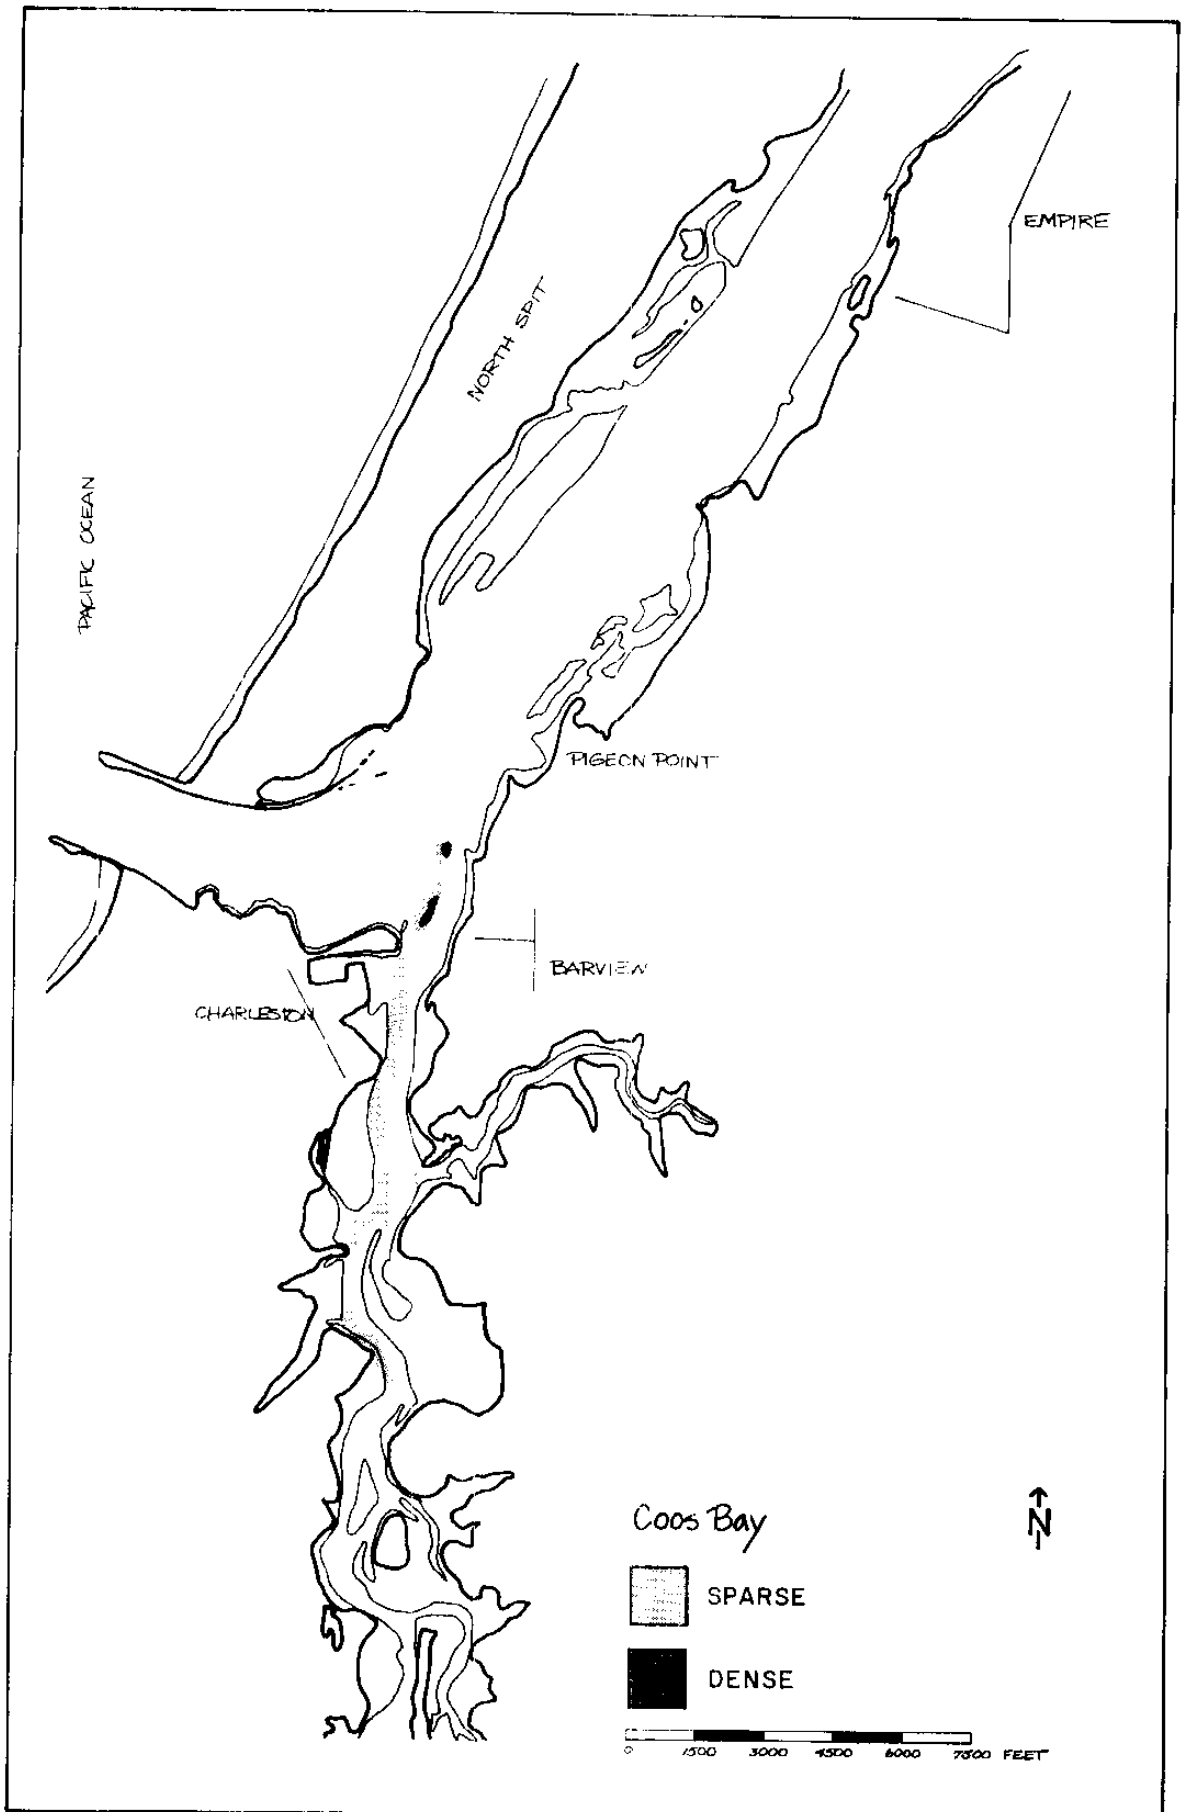 EMPIRE
NORTH SPIT
PACIFIC OCEAN
PIGEON POINT
BARVIEW
CHARLESTON
Coos Bay
N
SPARSE
DENSE
0 1500 3000 4500 6000 7500 FEET